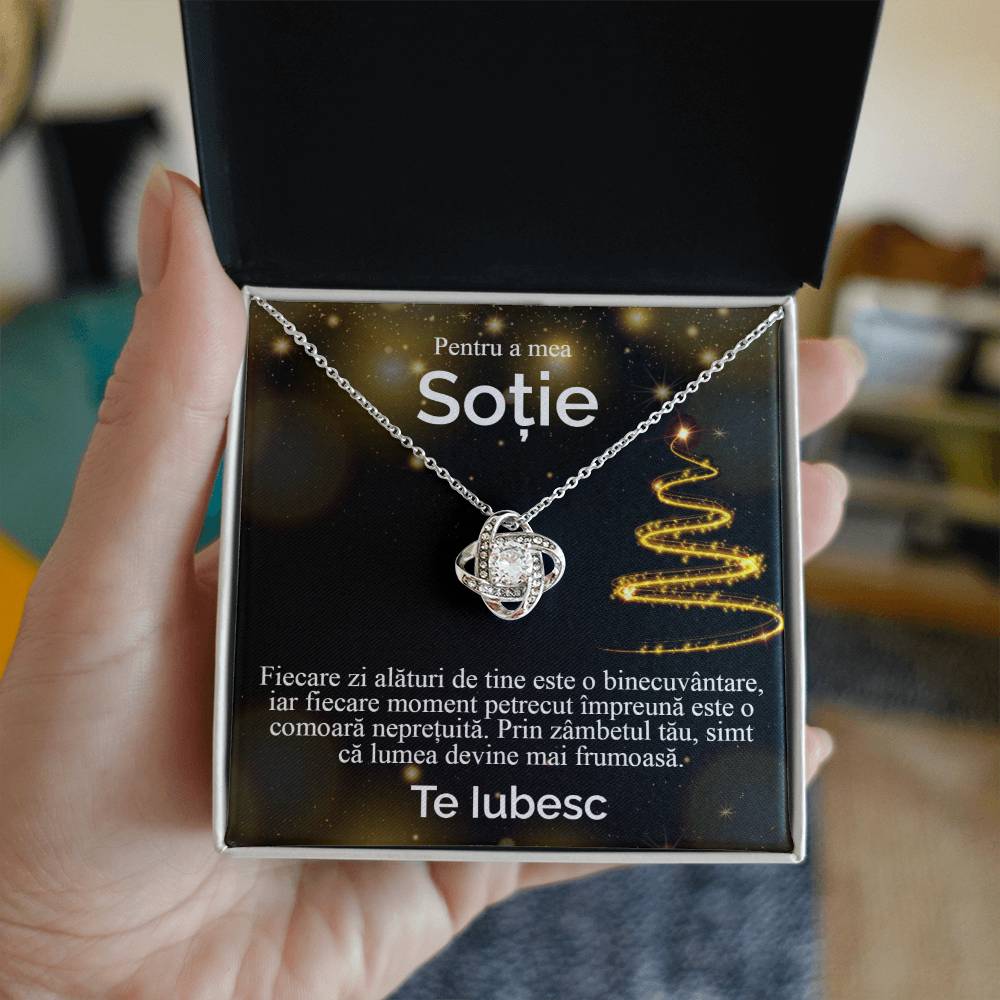 Pentru a mea
Soție
Fiecare zi alături de tine este o binecuvântare,
iar fiecare moment petrecut împreună este o
comoară neprețuită. Prin zâmbetul tău, simt
că lumea devine mai frumoasă.
Te Iubesc